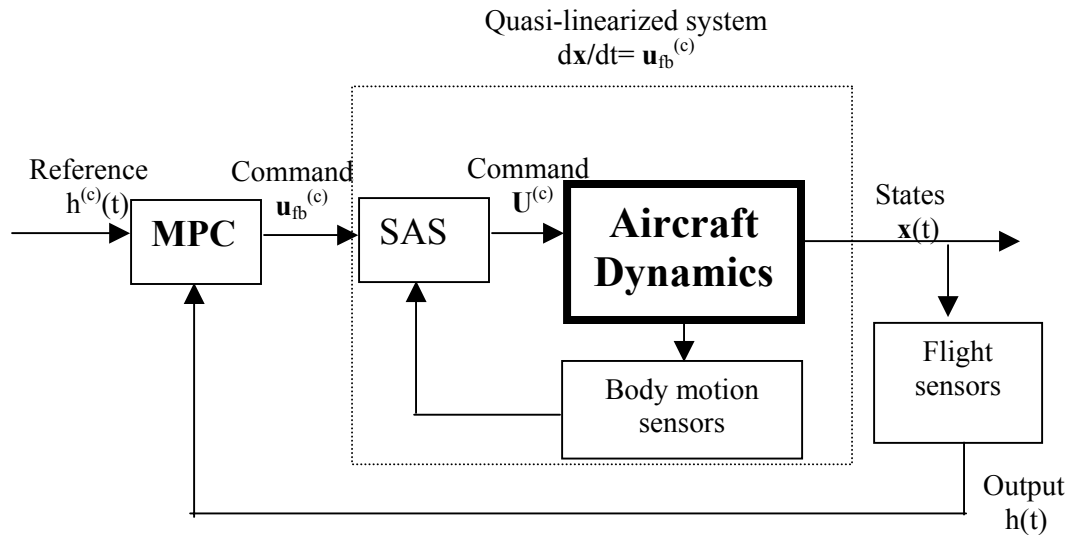 Quasi-linearized system
dx/dt= u_fb^(c)
Reference
h^(c)(t)
MPC
Command
u_fb^(c)
SAS
Command
U^(c)
Aircraft
Dynamics
States
x(t)
Body motion
sensors
Flight
sensors
Output
h(t)